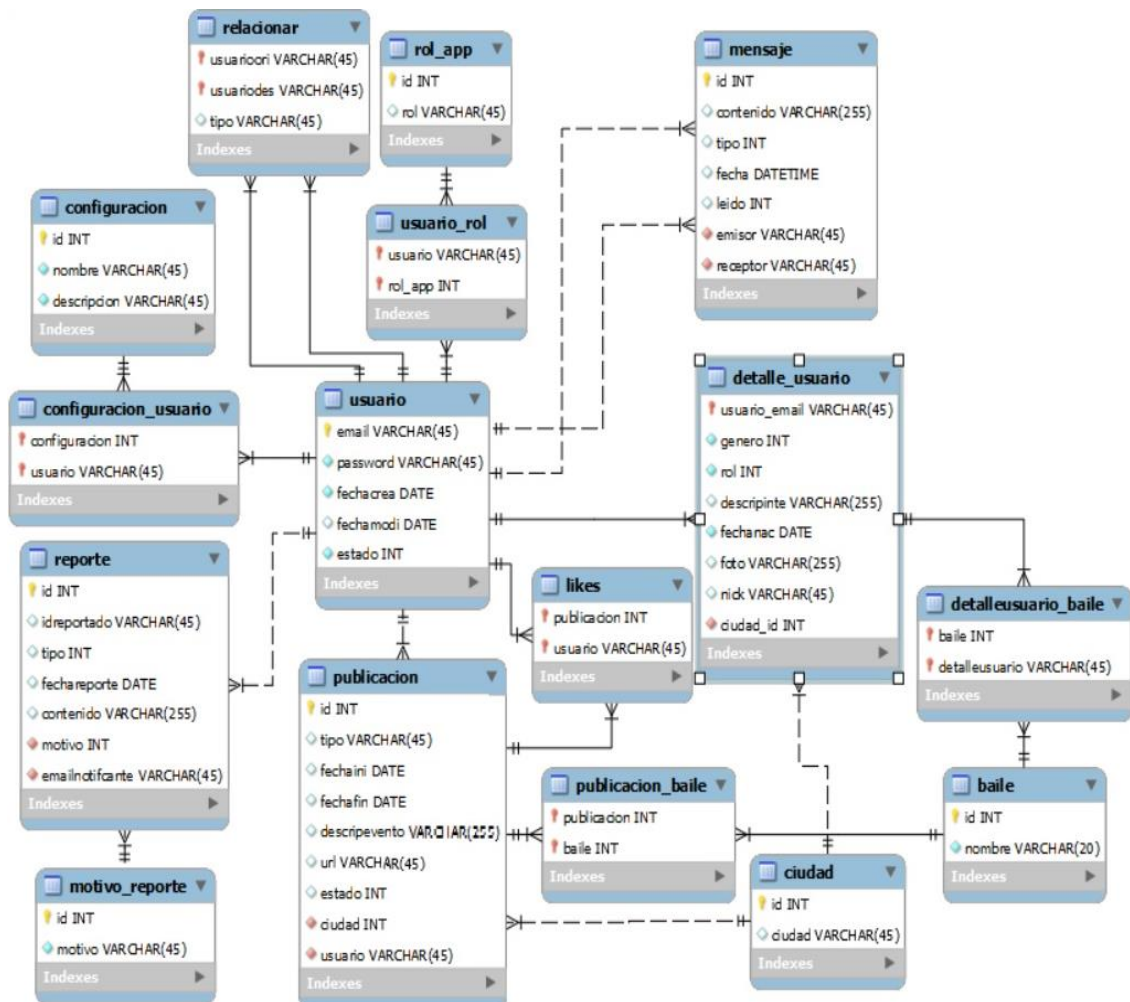 relacionar
usuarioori VARCHAR(45)
usuariodes VARCHAR(45)
tipo VARCHAR(45)
Indexes
rol_app
id INT
rol VARCHAR(45)
Indexes
mensaje
id INT
contenido VARCHAR(255)
tipo INT
fecha DATETIME
leido INT
emisor VARCHAR(45)
receptor VARCHAR(45)
Indexes
configuracion
id INT
nombre VARCHAR(45)
descripcion VARCHAR(45)
Indexes
usuario_rol
usuario VARCHAR(45)
rol_app INT
Indexes
configuracion_usuario
configuracion INT
usuario VARCHAR(45)
Indexes
usuario
email VARCHAR(45)
password VARCHAR(45)
fechacrea DATE
fechamodi DATE
estado INT
Indexes
detalle_usuario
usuario_email VARCHAR(45)
genero INT
rol INT
descripinte VARCHAR(255)
fechanac DATE
foto VARCHAR(255)
nick VARCHAR(45)
ciudad_id INT
Indexes
reporte
id INT
idreportado VARCHAR(45)
tipo INT
fechareporte DATE
contenido VARCHAR(255)
motivo INT
emailnotifcante VARCHAR(45)
Indexes
likes
publicacion INT
usuario VARCHAR(45)
Indexes
detalleusuario_baile
baile INT
detalleusuario VARCHAR(45)
Indexes
publicacion
id INT
tipo VARCHAR(45)
fechaini DATE
fechafin DATE
descripevento VARCHAR(255)
url VARCHAR(45)
estado INT
ciudad INT
usuario VARCHAR(45)
Indexes
publicacion_baile
publicacion INT
baile INT
Indexes
baile
id INT
nombre VARCHAR(20)
Indexes
motivo_reporte
id INT
motivo VARCHAR(45)
Indexes
ciudad
id INT
ciudad VARCHAR(45)
Indexes